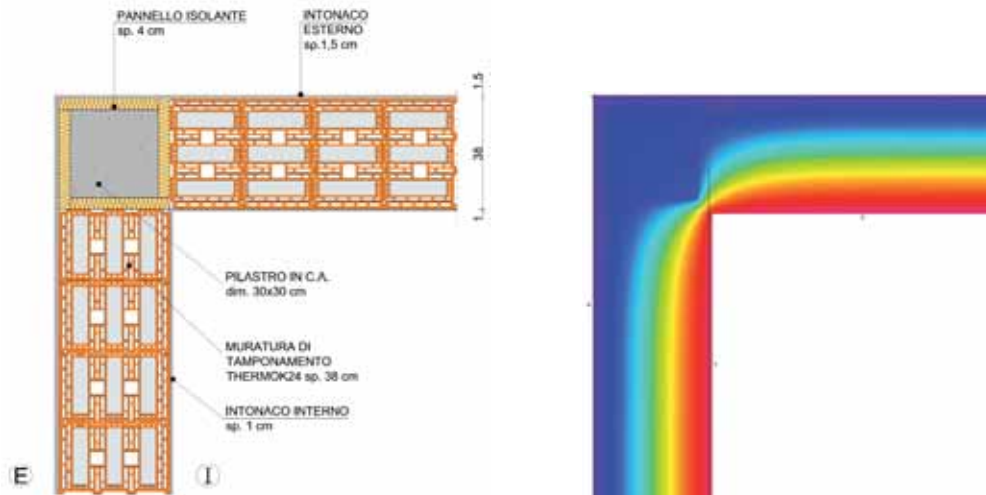 PANNELLO ISOLANTE
sp. 4 cm
INTONACO
ESTERNO
sp.1,5 cm
1.5
38
1
PILASTRO IN C.A.
dim. 30x30 cm
MURATURA DI
TAMPONAMENTO
THERMOK24 sp. 38 cm
INTONACO INTERNO
sp. 1 cm
E
I